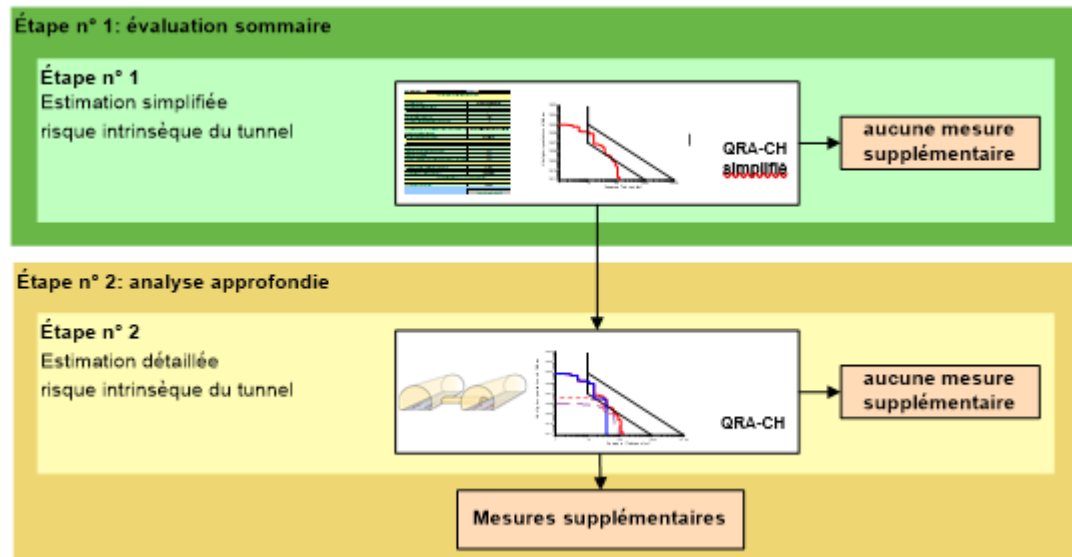 Étape n° 1: évaluation sommaire
Étape n° 1
Estimation simplifiée
risque intrinsèque du tunnel
QRA-CH
simplifié
aucune mesure
supplémentaire
Étape n° 2: analyse approfondie
Étape n° 2
Estimation détaillée
risque intrinsèque du tunnel
QRA-CH
aucune mesure
supplémentaire
Mesures supplémentaires